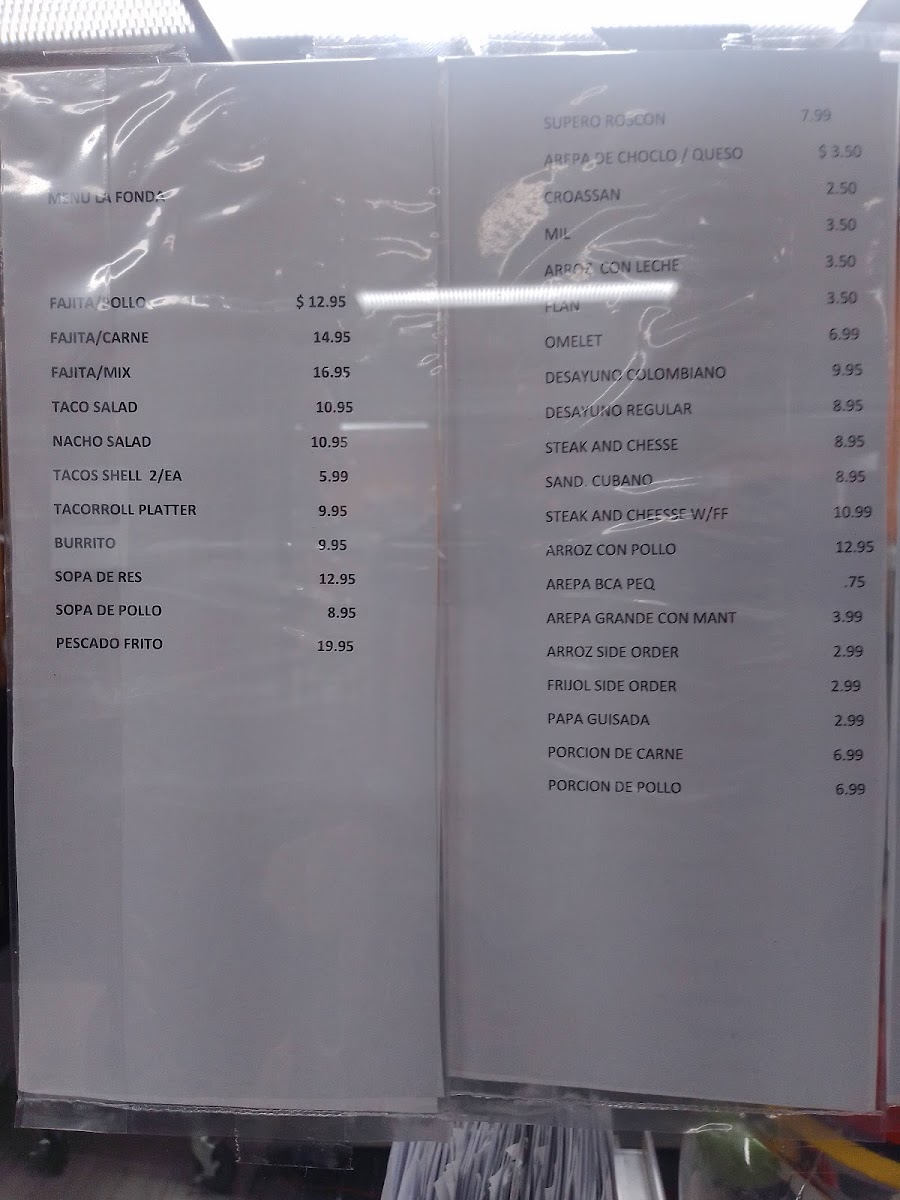 MENU LA FONDA
FAJITA/POLLO $ 12.95
FAJITA/CARNE 14.95
FAJITA/MIX 16.95
TACO SALAD 10.95
NACHO SALAD 10.95
TACOS SHELL 2/EA 5.99
TACORROLL PLATTER 9.95
BURRITO 9.95
SOPA DE RES 12.95
SOPA DE POLLO 8.95
PESCADO FRITO 19.95
SUPERO ROSCON 7.99
AREPA DE CHOCLO / QUESO $ 3.50
CROASSAN 2.50
MIL 3.50
ARROZ CON LECHE 3.50
FLAN 3.50
OMELET 6.99
DESAYUNO COLOMBIANO 9.95
DESAYUNO REGULAR 8.95
STEAK AND CHESSE 8.95
SAND. CUBANO 8.95
STEAK AND CHEESSE W/FF 10.99
ARROZ CON POLLO 12.95
AREPA BCA PEQ .75
AREPA GRANDE CON MANT 3.99
ARROZ SIDE ORDER 2.99
FRIJOL SIDE ORDER 2.99
PAPA GUISADA 2.99
PORCION DE CARNE 6.99
PORCION DE POLLO 6.99